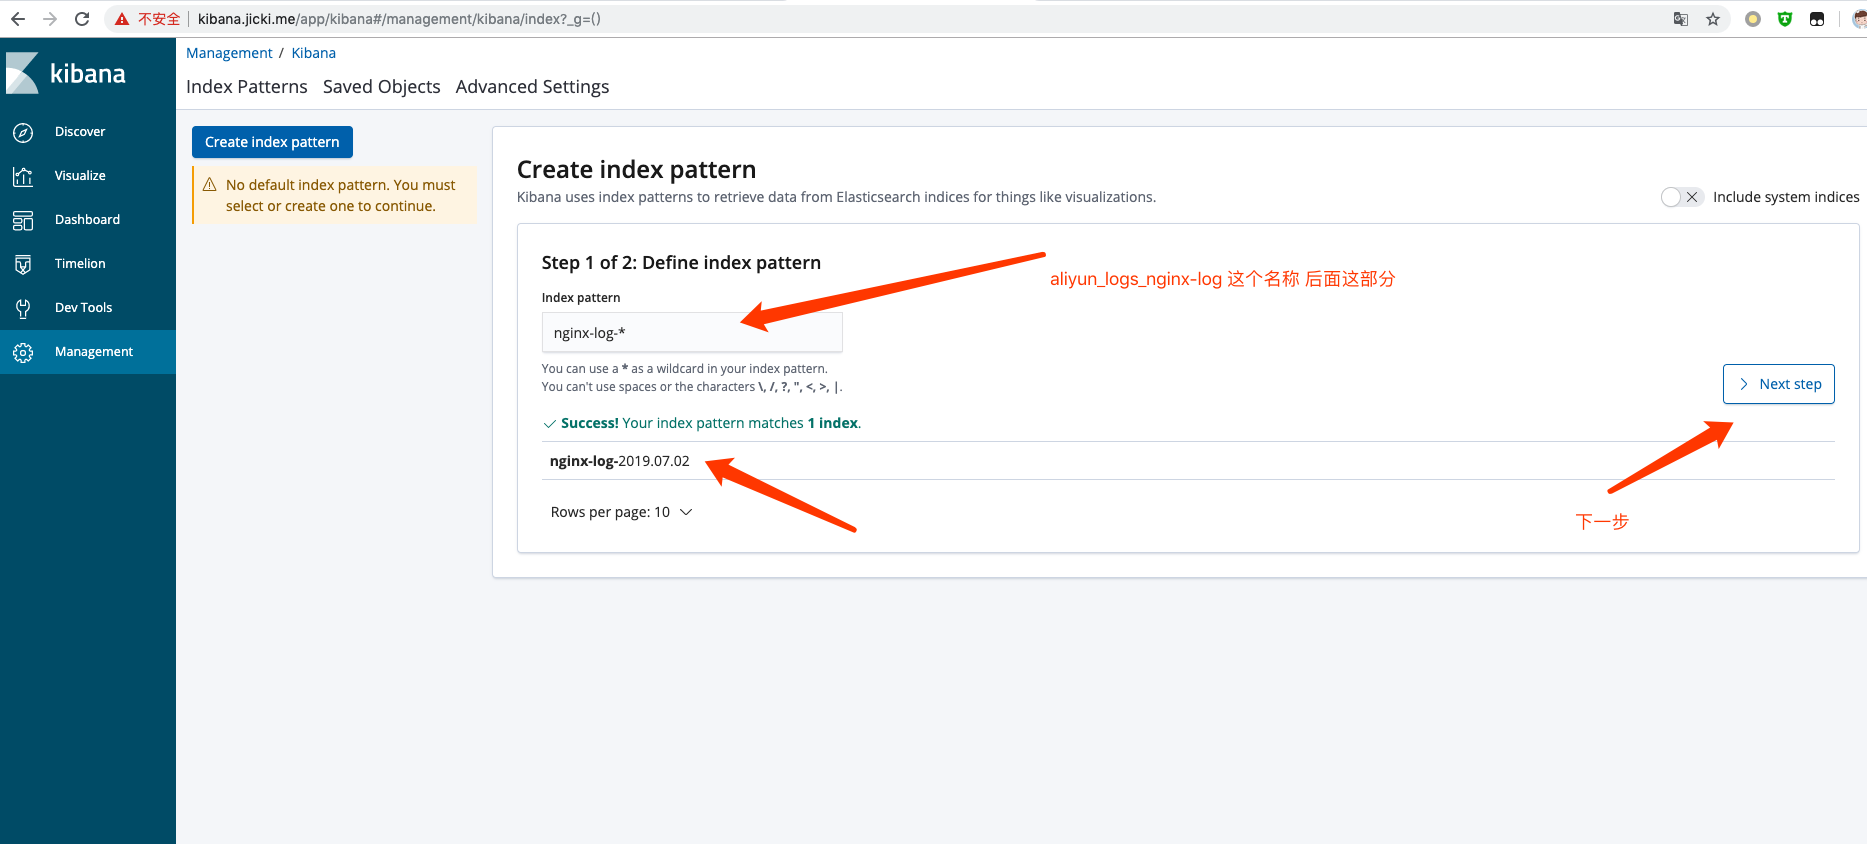 不安全 kibana.jicki.me/app/kibana#/management/kibana/index?_g=()
kibana
Discover
Visualize
Dashboard
Timelion
Dev Tools
Management
Management / Kibana
Index Patterns Saved Objects Advanced Settings
Create index pattern
No default index pattern. You must
select or create one to continue.
Create index pattern
Kibana uses index patterns to retrieve data from Elasticsearch indices for things like visualizations.
Include system indices
Step 1 of 2: Define index pattern
aliyun_logs_nginx-log 这个名称 后面这部分
Index pattern
nginx-log-*
You can use a * as a wildcard in your index pattern.
You can't use spaces or the characters \, /, ?, ", <, >, |.
Next step
Success! Your index pattern matches 1 index.
nginx-log-2019.07.02
Rows per page: 10
下一步